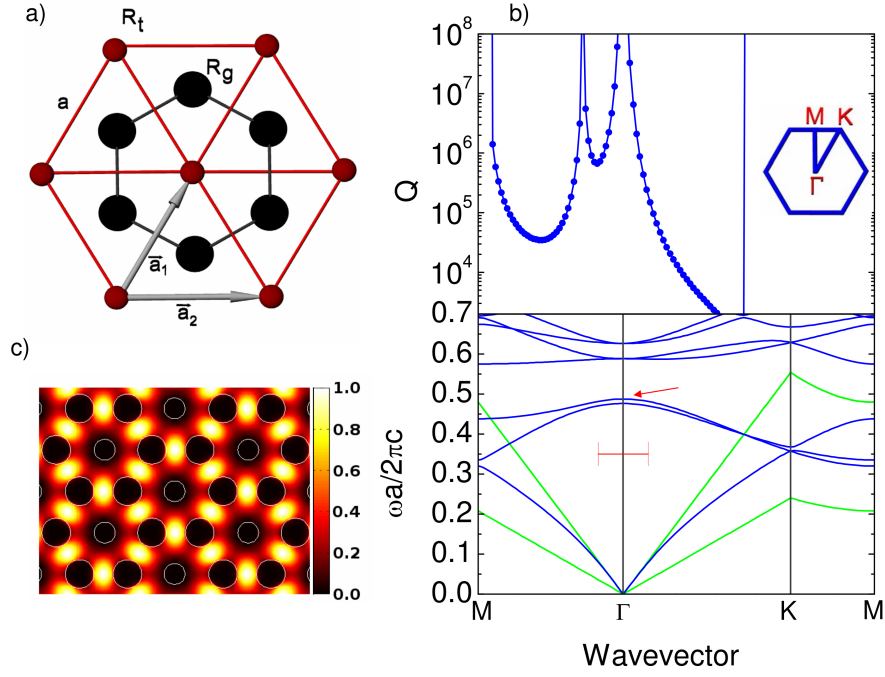 a)
R_t
R_g
a
a⃗_1
a⃗_2
b)
Q
10^8
10^7
10^6
10^5
10^4
M K
Γ
c)
1.0
0.8
0.6
0.4
0.2
0.0
ωa/2πc
0.7
0.6
0.5
0.4
0.3
0.2
0.1
0.0
M Γ K M
Wavevector